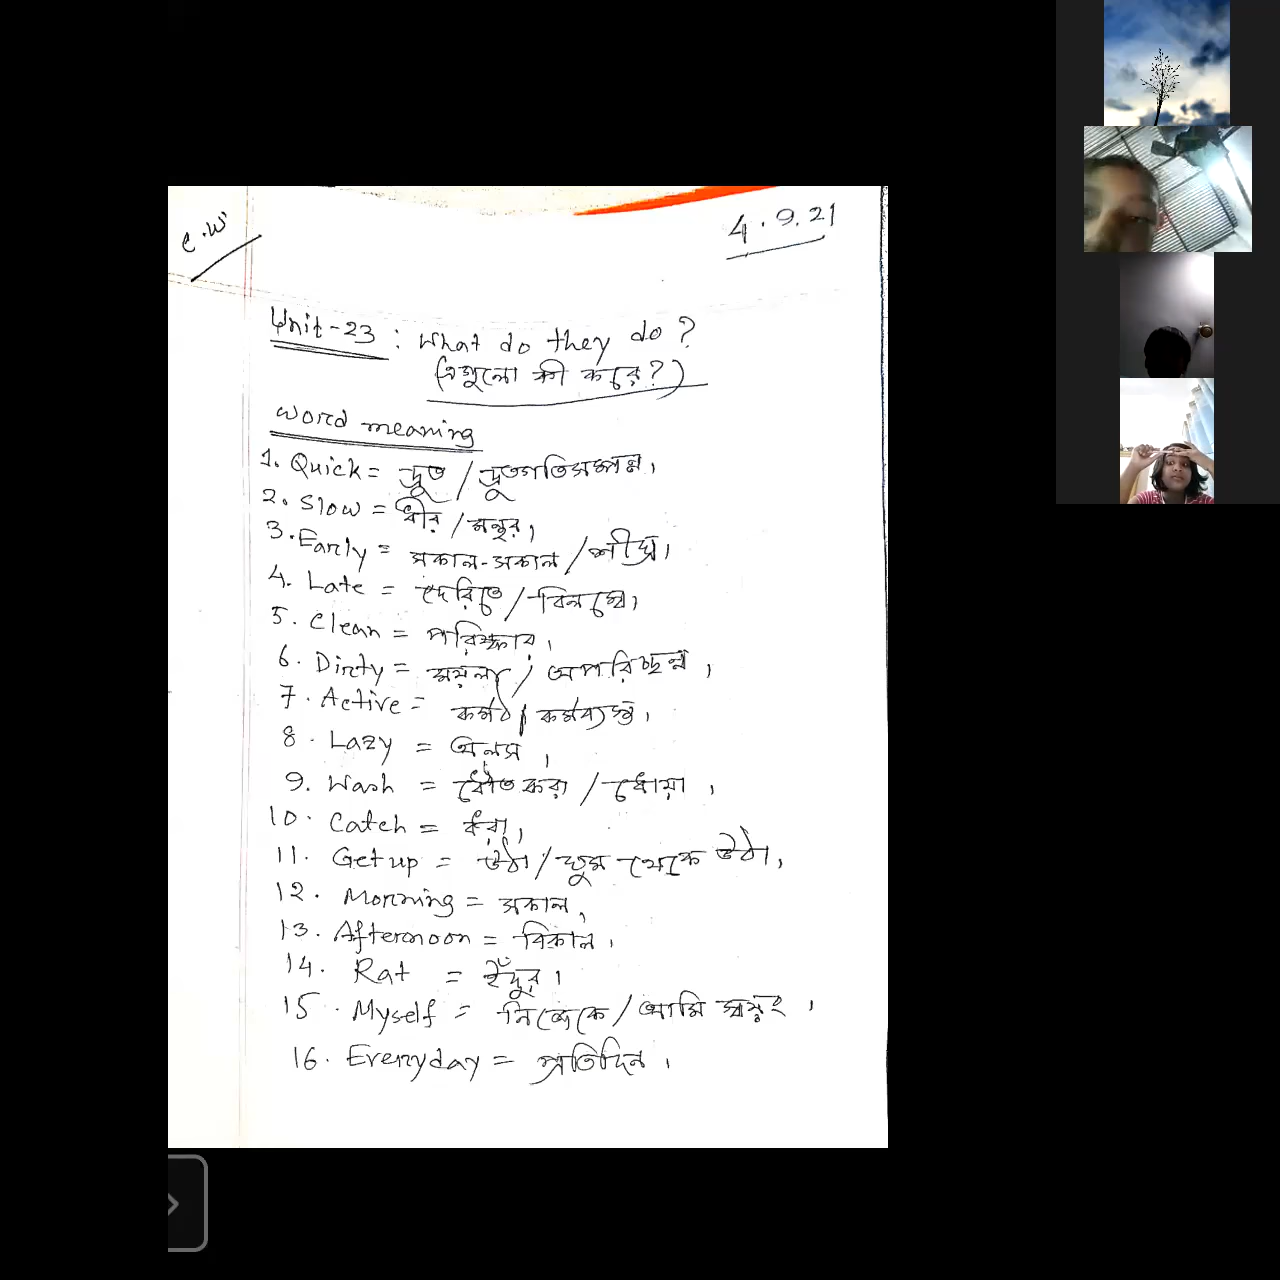 C.W
4.9.21
Unit-23 : What do they do ?
(এগুলো কী করে?)
Word meaning
1. Quick = দ্রুত / দ্রুতগতিসম্পন্ন।
2. Slow = ধীর / মন্থর।
3. Early = সকাল-সকাল / শীঘ্র।
4. Late = দেরিতে / বিলম্বে।
5. Clean = পরিষ্কার।
6. Dirty = ময়লা / অপরিচ্ছন্ন।
7. Active = কর্মঠ / কর্মব্যস্ত।
8. Lazy = অলস।
9. Wash = ধৌত করা / ধোয়া।
10. Catch = ধরা।
11. Get up = উঠা / ঘুম থেকে উঠা।
12. Morning = সকাল।
13. Afternoon = বিকাল।
14. Rat = ইঁদুর।
15. Myself = নিজেকে / আমি স্বয়ং।
16. Everyday = প্রতিদিন।